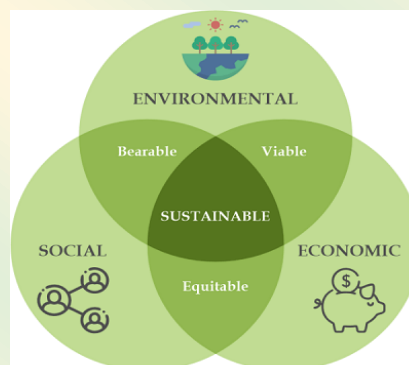 ENVIRONMENTAL
Bearable
Viable
SUSTAINABLE
SOCIAL
ECONOMIC
$
Equitable